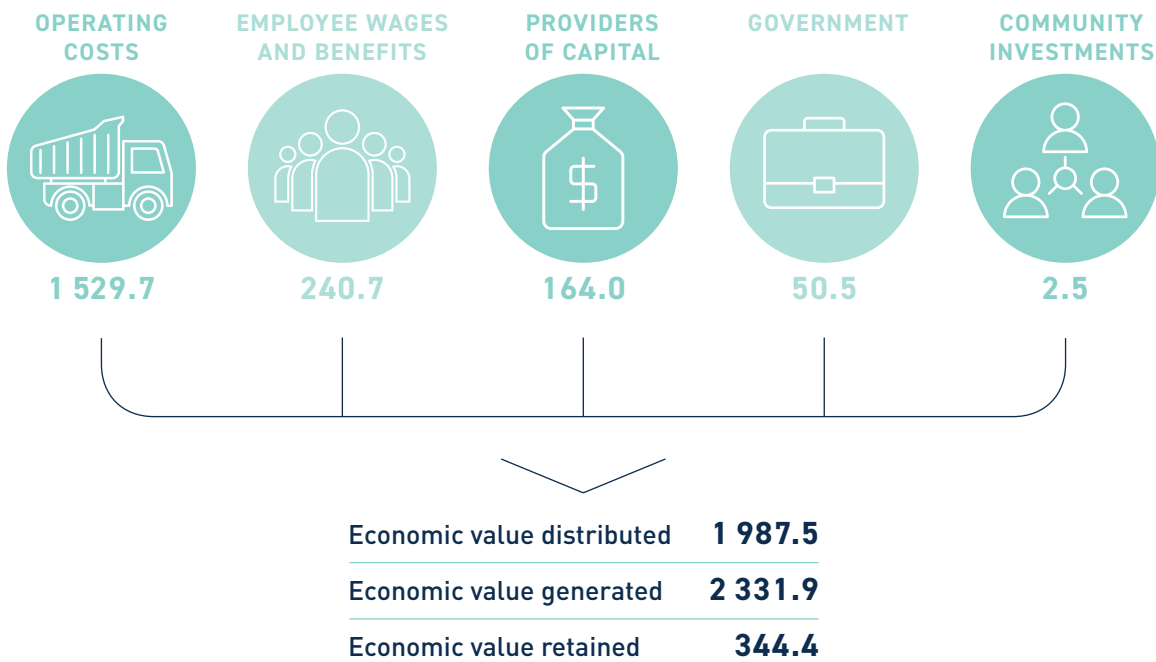 OPERATING
COSTS
EMPLOYEE WAGES
AND BENEFITS
PROVIDERS
OF CAPITAL
GOVERNMENT
COMMUNITY
INVESTMENTS
$
1 529.7
240.7
164.0
50.5
2.5
Economic value distributed 1 987.5
Economic value generated 2 331.9
Economic value retained 344.4